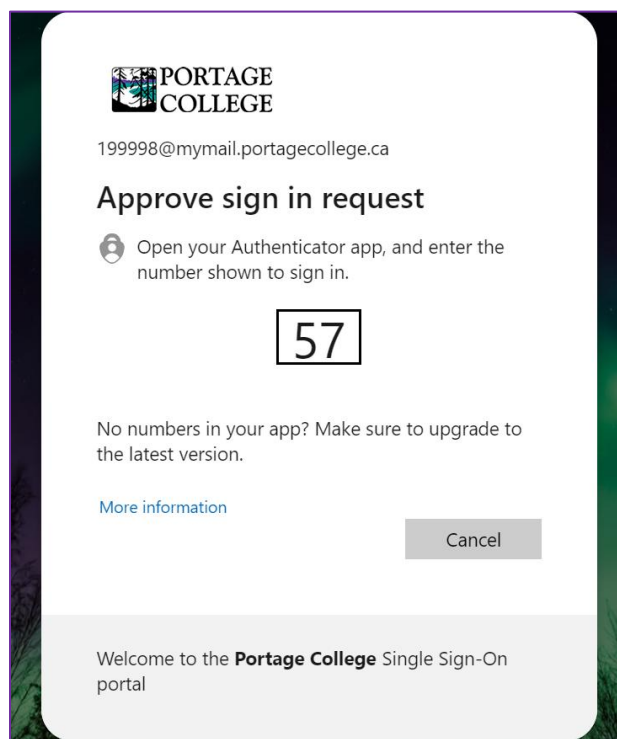 PORTAGE
COLLEGE
199998@mymail.portagecollege.ca
Approve sign in request
Open your Authenticator app, and enter the
number shown to sign in.
57
No numbers in your app? Make sure to upgrade to
the latest version.
More information
Cancel
Welcome to the Portage College Single Sign-On
portal